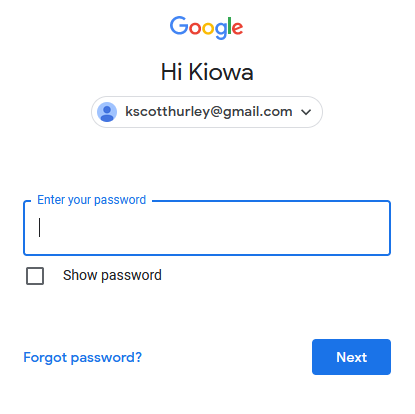 Google
Hi Kiowa
kscotthurley@gmail.com
Enter your password
Show password
Forgot password?
Next